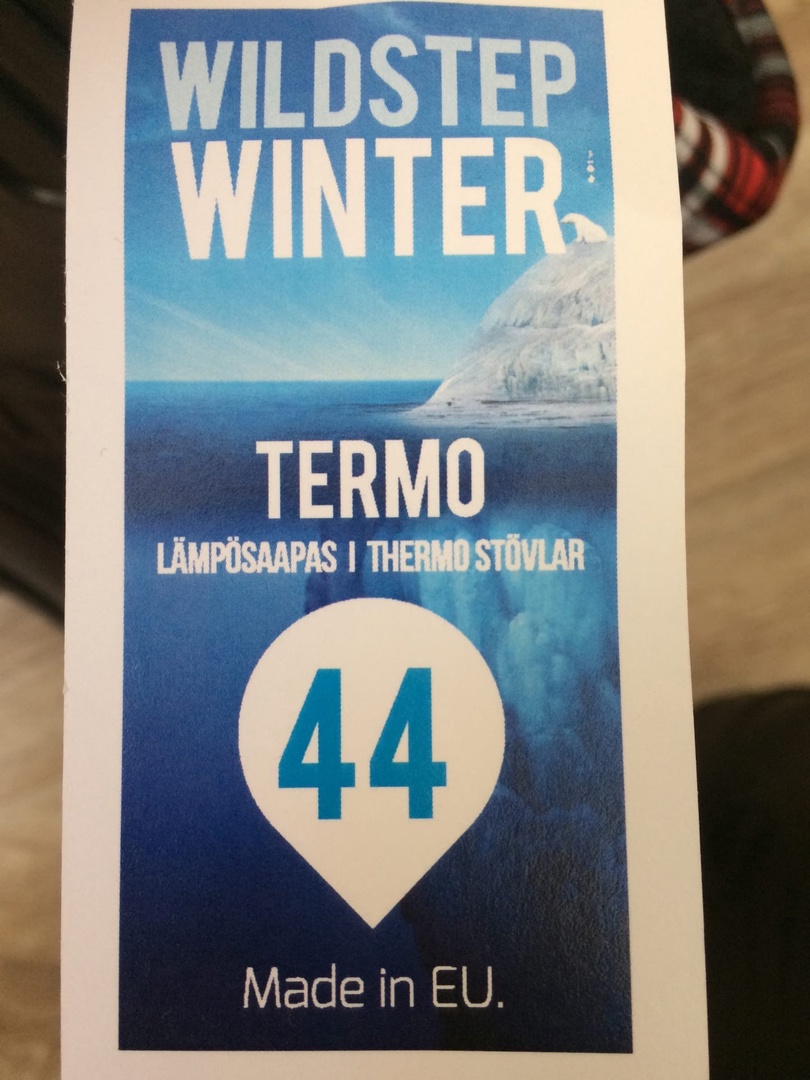 WILDSTEP
WINTER
TERMO
LÄMPÖSAAPAS | THERMO STÖVLAR
44
Made in EU.